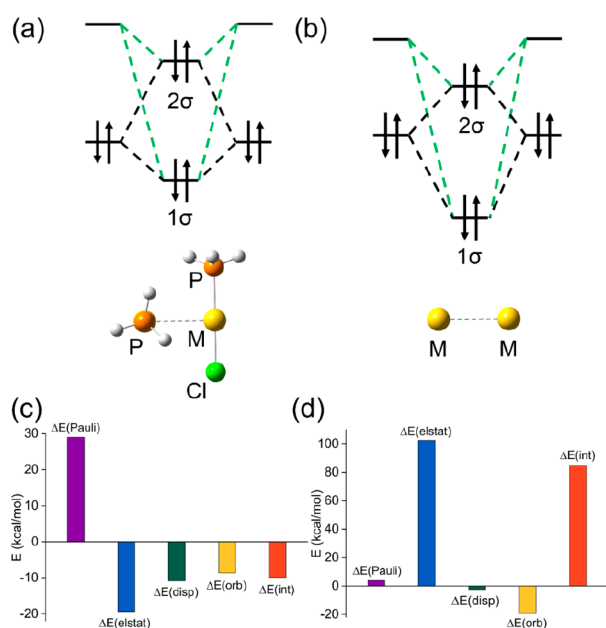 (a)
(b)
2σ
2σ
1σ
1σ
P
P
M
Cl
M
M
(c)
(d)
E (kcal/mol)
30
20
10
0
-10
-20
ΔE(Pauli)
ΔE(elstat)
ΔE(disp)
ΔE(orb)
ΔE(int)
E (kcal/mol)
100
80
60
40
20
0
-20
ΔE(Pauli)
ΔE(elstat)
ΔE(disp)
ΔE(orb)
ΔE(int)